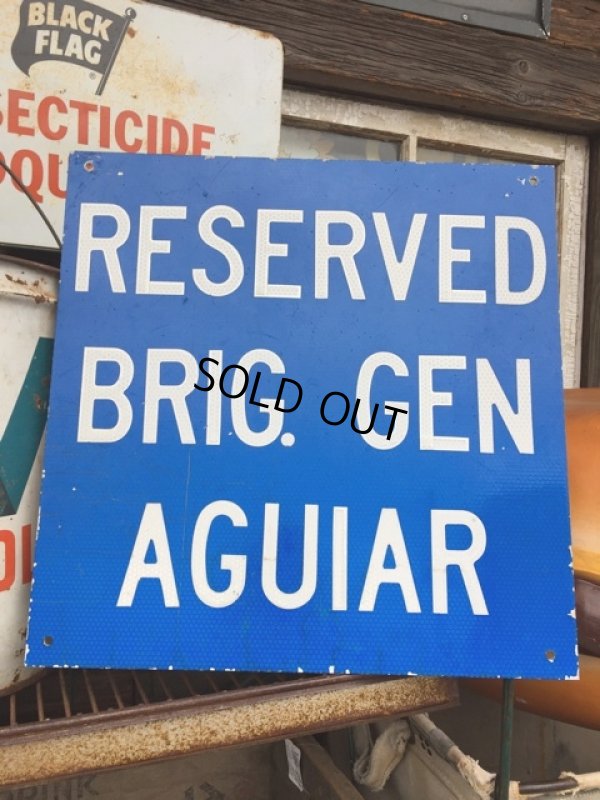 BLACK
FLAG
ECTICIDE
QU
RESERVED
BRIG. GEN
SOLD OUT
AGUIAR